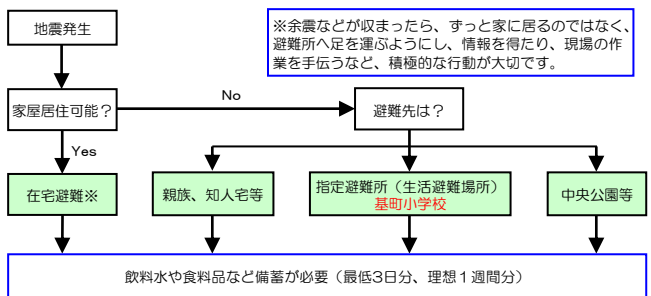 地震発生
※余震などが収まったら、ずっと家に居るのではなく、
避難所へ足を運ぶようにし、情報を得たり、現場の作
業を手伝うなど、積極的な行動が大切です。
家屋居住可能？
No
避難先は？
Yes
在宅避難※
親族、知人宅等
指定避難所（生活避難場所）
基町小学校
中央公園等
飲料水や食料品など備蓄が必要（最低3日分、理想１週間分）